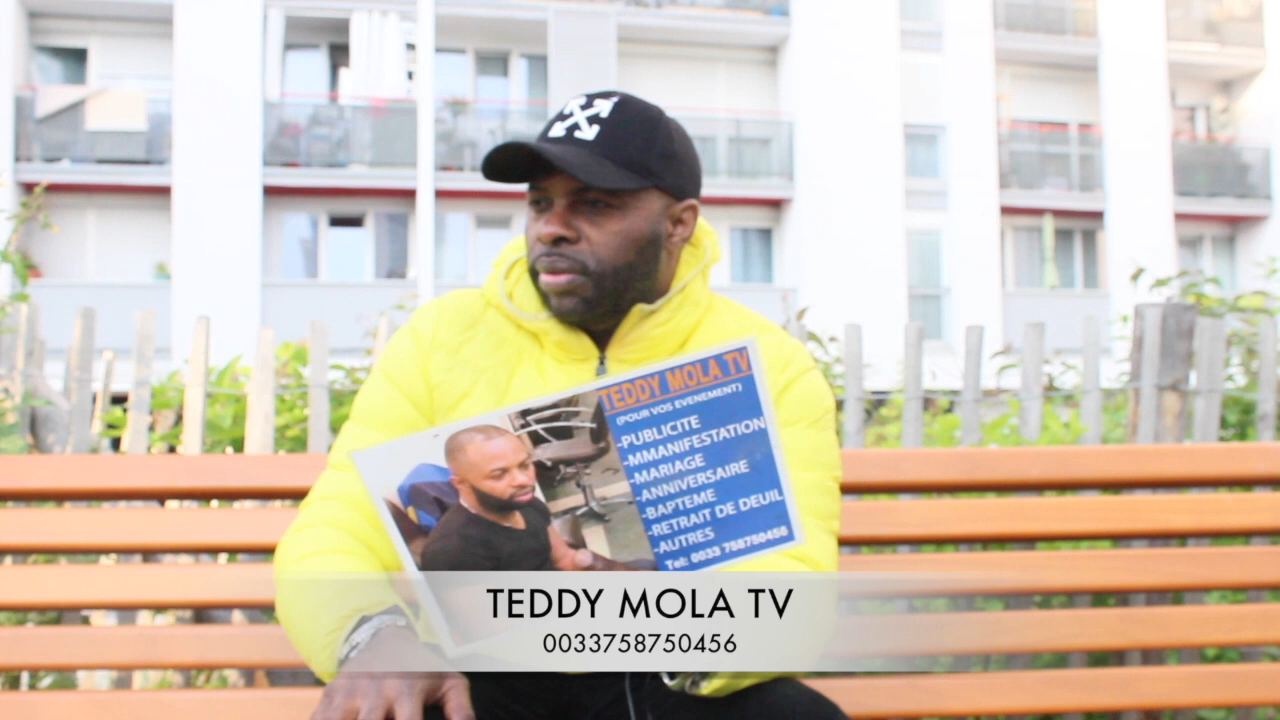 TEDDY MOLA TV
(POUR VOS EVENEMENT)
-PUBLICITE
-MMANIFESTATION
-MARIAGE
-ANNIVERSAIRE
-BAPTEME
-RETRAIT DE DEUIL
-AUTRES
Tel: 0033 758750456
TEDDY MOLA TV
0033758750456